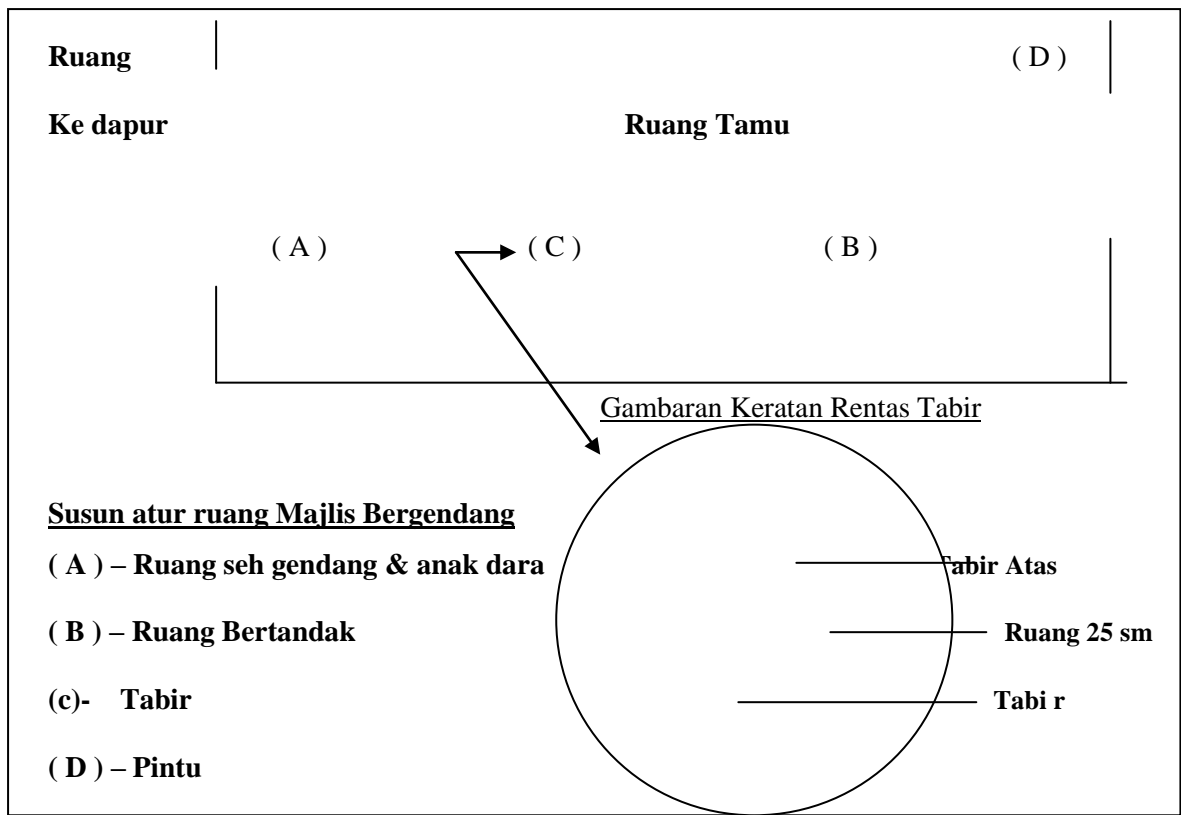 Ruang ( D )
Ke dapur Ruang Tamu
( A ) ( C ) ( B )
Gambaran Keratan Rentas Tabir
Susun atur ruang Majlis Bergendang
( A ) – Ruang seh gendang & anak dara Tabir Atas
( B ) – Ruang Bertandak Ruang 25 sm
(c)- Tabir Tabi r
( D ) – Pintu